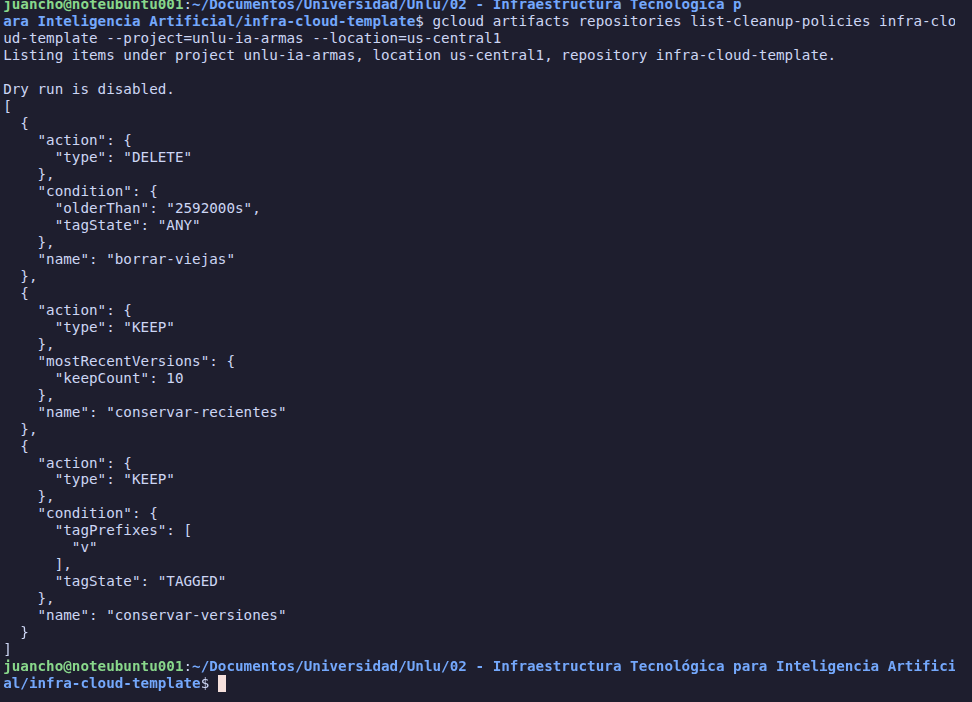 juancho@noteubuntu001:~/Documentos/Universidad/Unlu/02 - Infraestructura Tecnológica p
ara Inteligencia Artificial/infra-cloud-template$ gcloud artifacts repositories list-cleanup-policies infra-clo
ud-template --project=unlu-ia-armas --location=us-central1
Listing items under project unlu-ia-armas, location us-central1, repository infra-cloud-template.

Dry run is disabled.
[
  {
    "action": {
      "type": "DELETE"
    },
    "condition": {
      "olderThan": "2592000s",
      "tagState": "ANY"
    },
    "name": "borrar-viejas"
  },
  {
    "action": {
      "type": "KEEP"
    },
    "mostRecentVersions": {
      "keepCount": 10
    },
    "name": "conservar-recientes"
  },
  {
    "action": {
      "type": "KEEP"
    },
    "condition": {
      "tagPrefixes": [
        "v"
      ],
      "tagState": "TAGGED"
    },
    "name": "conservar-versiones"
  }
]
juancho@noteubuntu001:~/Documentos/Universidad/Unlu/02 - Infraestructura Tecnológica para Inteligencia Artifici
al/infra-cloud-template$